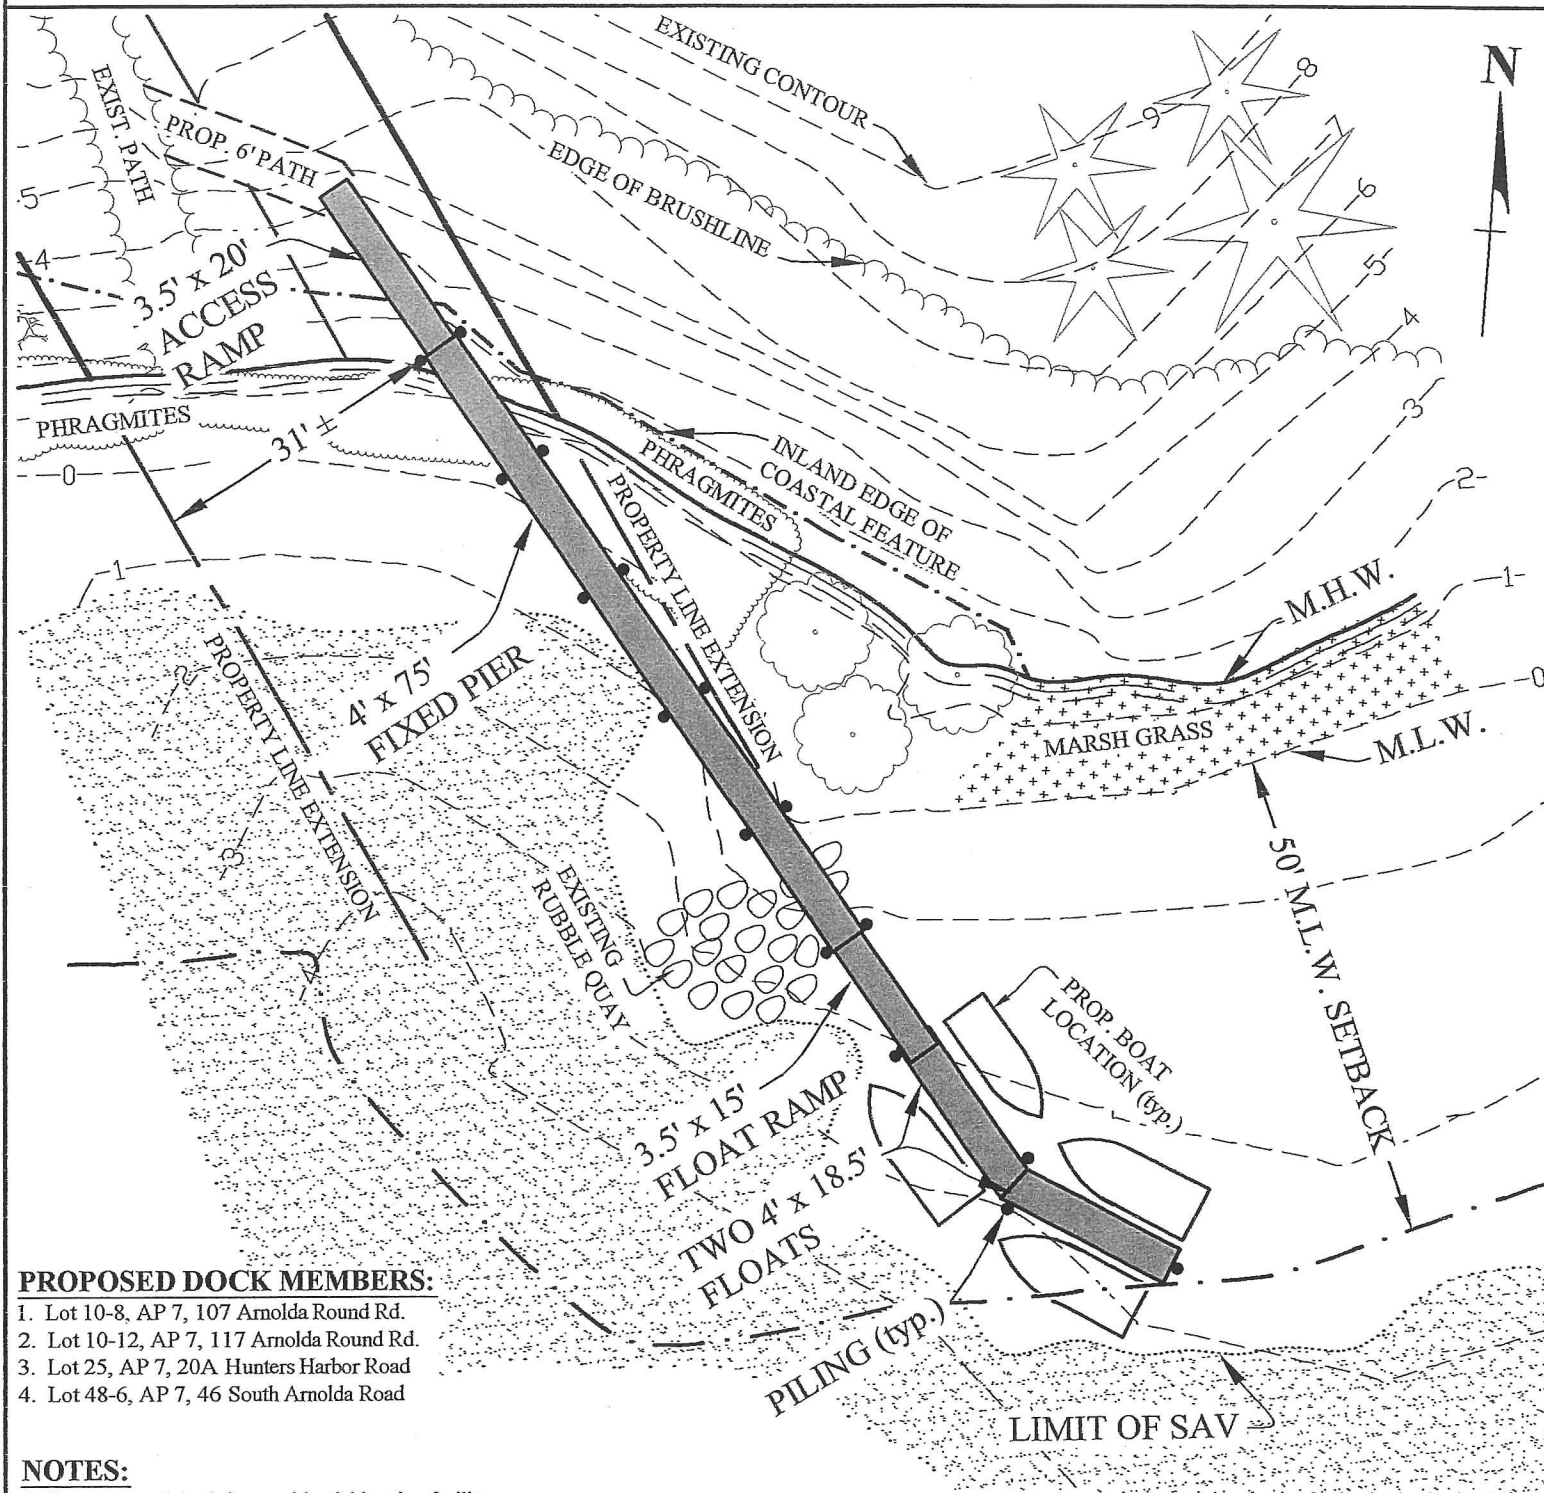 EXISTING CONTOUR
N
EXIST. PATH
PROP. 6' PATH
EDGE OF BRUSHLINE
9
8
7
6
5
4
3
2-
1-
0
-5
-4
-0
1
2
3
4
3.5' x 20'
ACCESS
RAMP
PHRAGMITES
31' ±
PHRAGMITES
INLAND EDGE OF
COASTAL FEATURE
PROPERTY LINE EXTENSION
M.H.W.
MARSH GRASS
M.L.W.
PROPERTY LINE EXTENSION
4' x 75'
FIXED PIER
50' M.L.W. SETBACK
EXISTING
RUBBLE QUAY
PROP. BOAT
LOCATION (typ.)
3.5' x 15'
FLOAT RAMP
TWO 4' x 18.5'
FLOATS
PILING (typ.)
LIMIT OF SAV
PROPOSED DOCK MEMBERS:
1. Lot 10-8, AP 7, 107 Arnolda Round Rd.
2. Lot 10-12, AP 7, 117 Arnolda Round Rd.
3. Lot 25, AP 7, 20A Hunters Harbor Road
4. Lot 48-6, AP 7, 46 South Arnolda Road
NOTES: